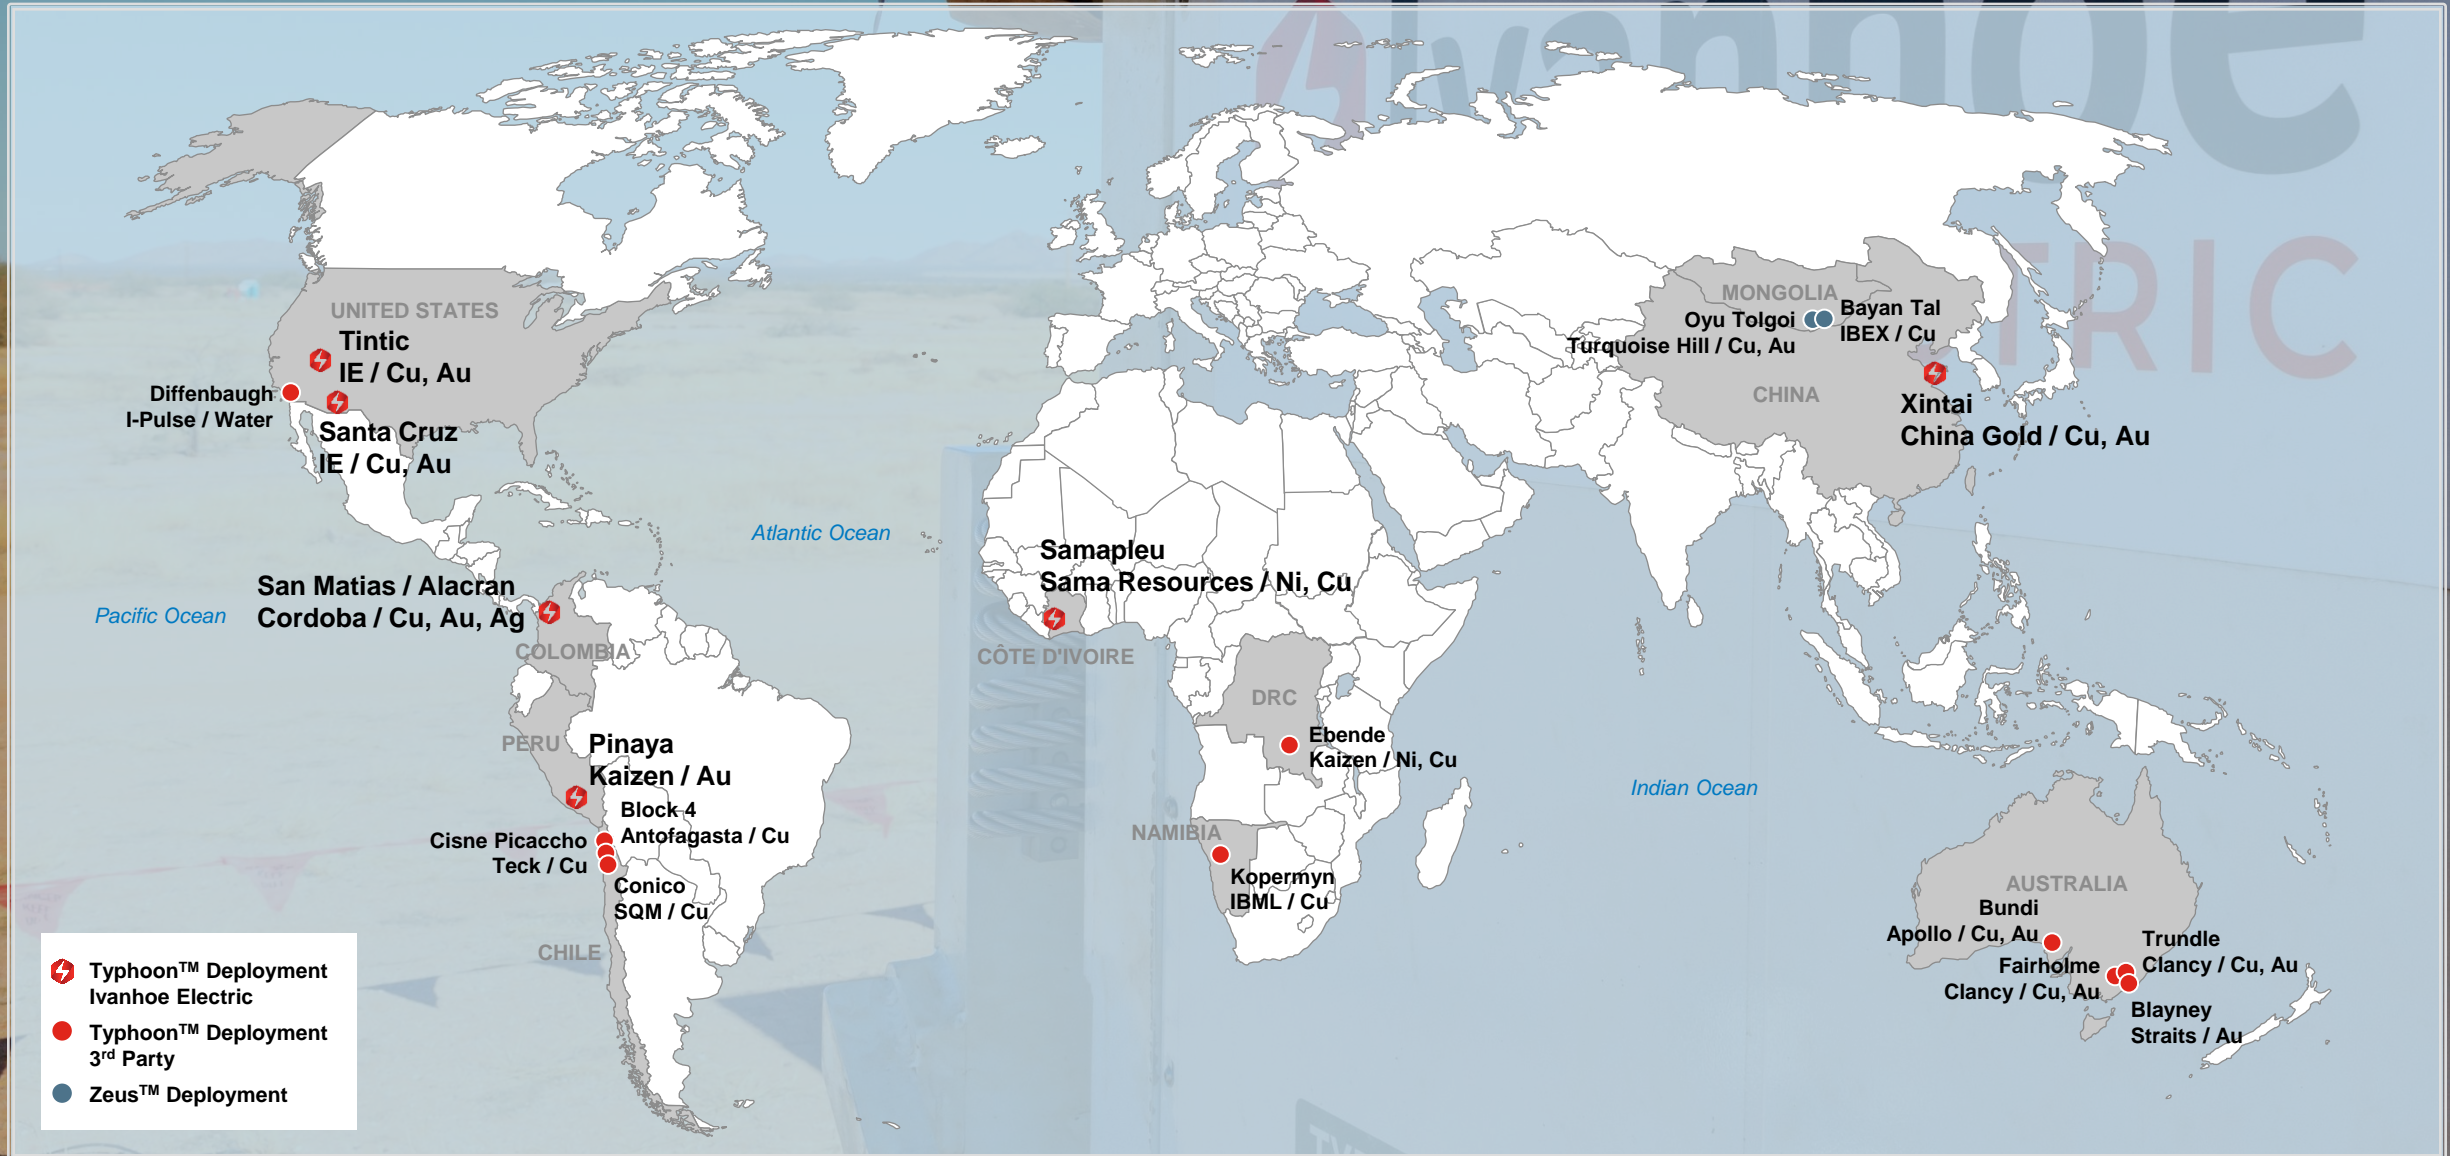 UNITED STATES
Tintic
IE / Cu, Au
Diffenbaugh
I-Pulse / Water
Santa Cruz
IE / Cu, Au
Atlantic Ocean
Pacific Ocean
San Matias / Alacran
Cordoba / Cu, Au, Ag
COLOMBIA
PERU
Pinaya
Kaizen / Au
Block 4
Antofagasta / Cu
Cisne Picaccho
Teck / Cu
Conico
SQM / Cu
CHILE
Samapleu
Sama Resources / Ni, Cu
CÔTE D'IVOIRE
DRC
Ebende
Kaizen / Ni, Cu
NAMIBIA
Kopermyn
IBML / Cu
Indian Ocean
MONGOLIA
Oyu Tolgoi
Turquoise Hill / Cu, Au
Bayan Tal
IBEX / Cu
CHINA
Xintai
China Gold / Cu, Au
AUSTRALIA
Bundi
Apollo / Cu, Au
Trundle
Clancy / Cu, Au
Fairholme
Clancy / Cu, Au
Blayney
Straits / Au
Typhoon™ Deployment
Ivanhoe Electric
Typhoon™ Deployment
3rd Party
Zeus™ Deployment
Ivanhoe
TRIC